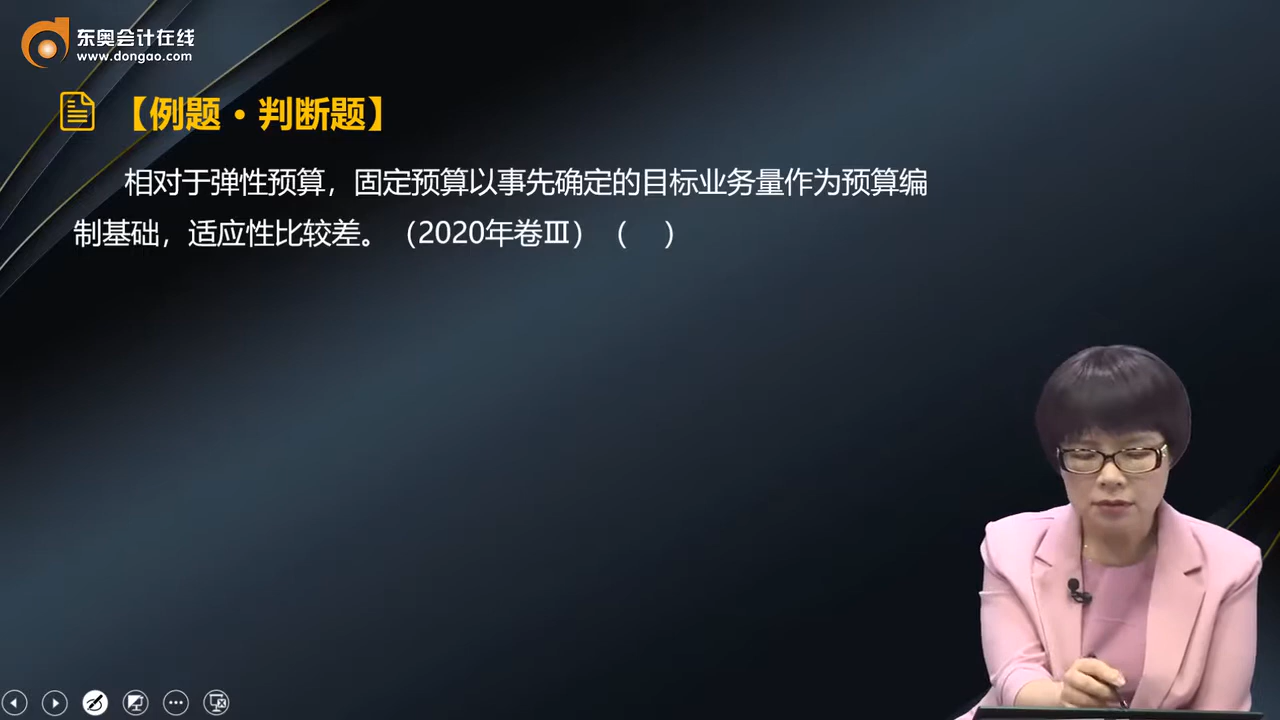 东奥会计在线
www.dongao.com
【例题·判断题】
相对于弹性预算，固定预算以事先确定的目标业务量作为预算编
制基础，适应性比较差。（2020年卷Ⅲ）（ ）